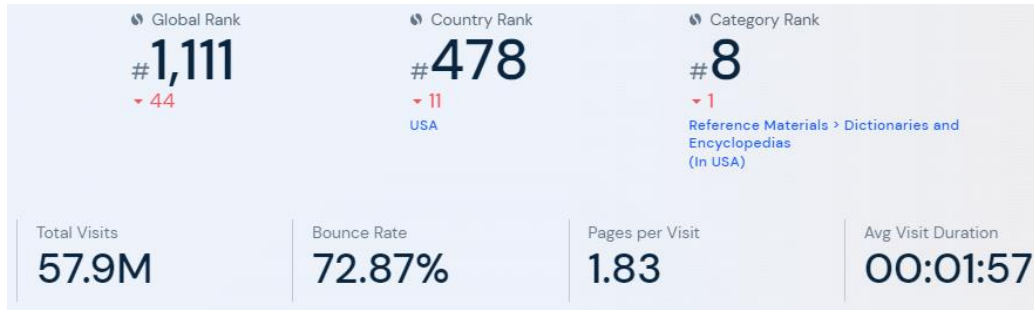 Global Rank
#1,111
44
Country Rank
#478
11
USA
Category Rank
#8
1
Reference Materials > Dictionaries and
Encyclopedias
(In USA)
Total Visits
57.9M
Bounce Rate
72.87%
Pages per Visit
1.83
Avg Visit Duration
00:01:57